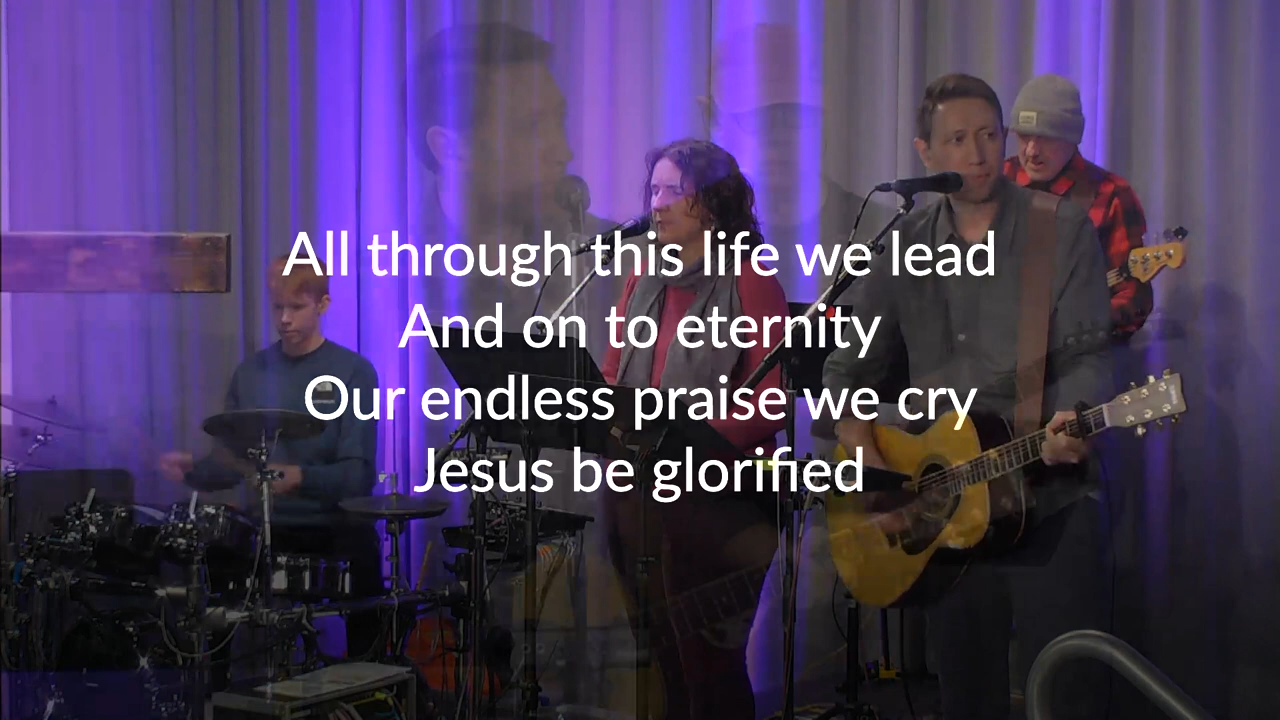 All through this life we lead
And on to eternity
Our endless praise we cry
Jesus be glorified